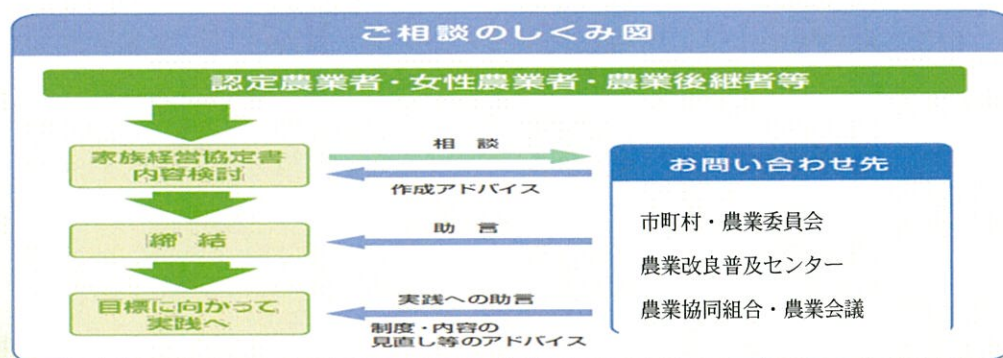 ご相談のしくみ図
認定農業者・女性農業者・農業後継者等
家族経営協定書
内容検討
相談
作成アドバイス
締結
助言
目標に向かって
実践へ
実践への助言
制度・内容の
見直し等のアドバイス
お問い合わせ先
市町村・農業委員会
農業改良普及センター
農業協同組合・農業会議